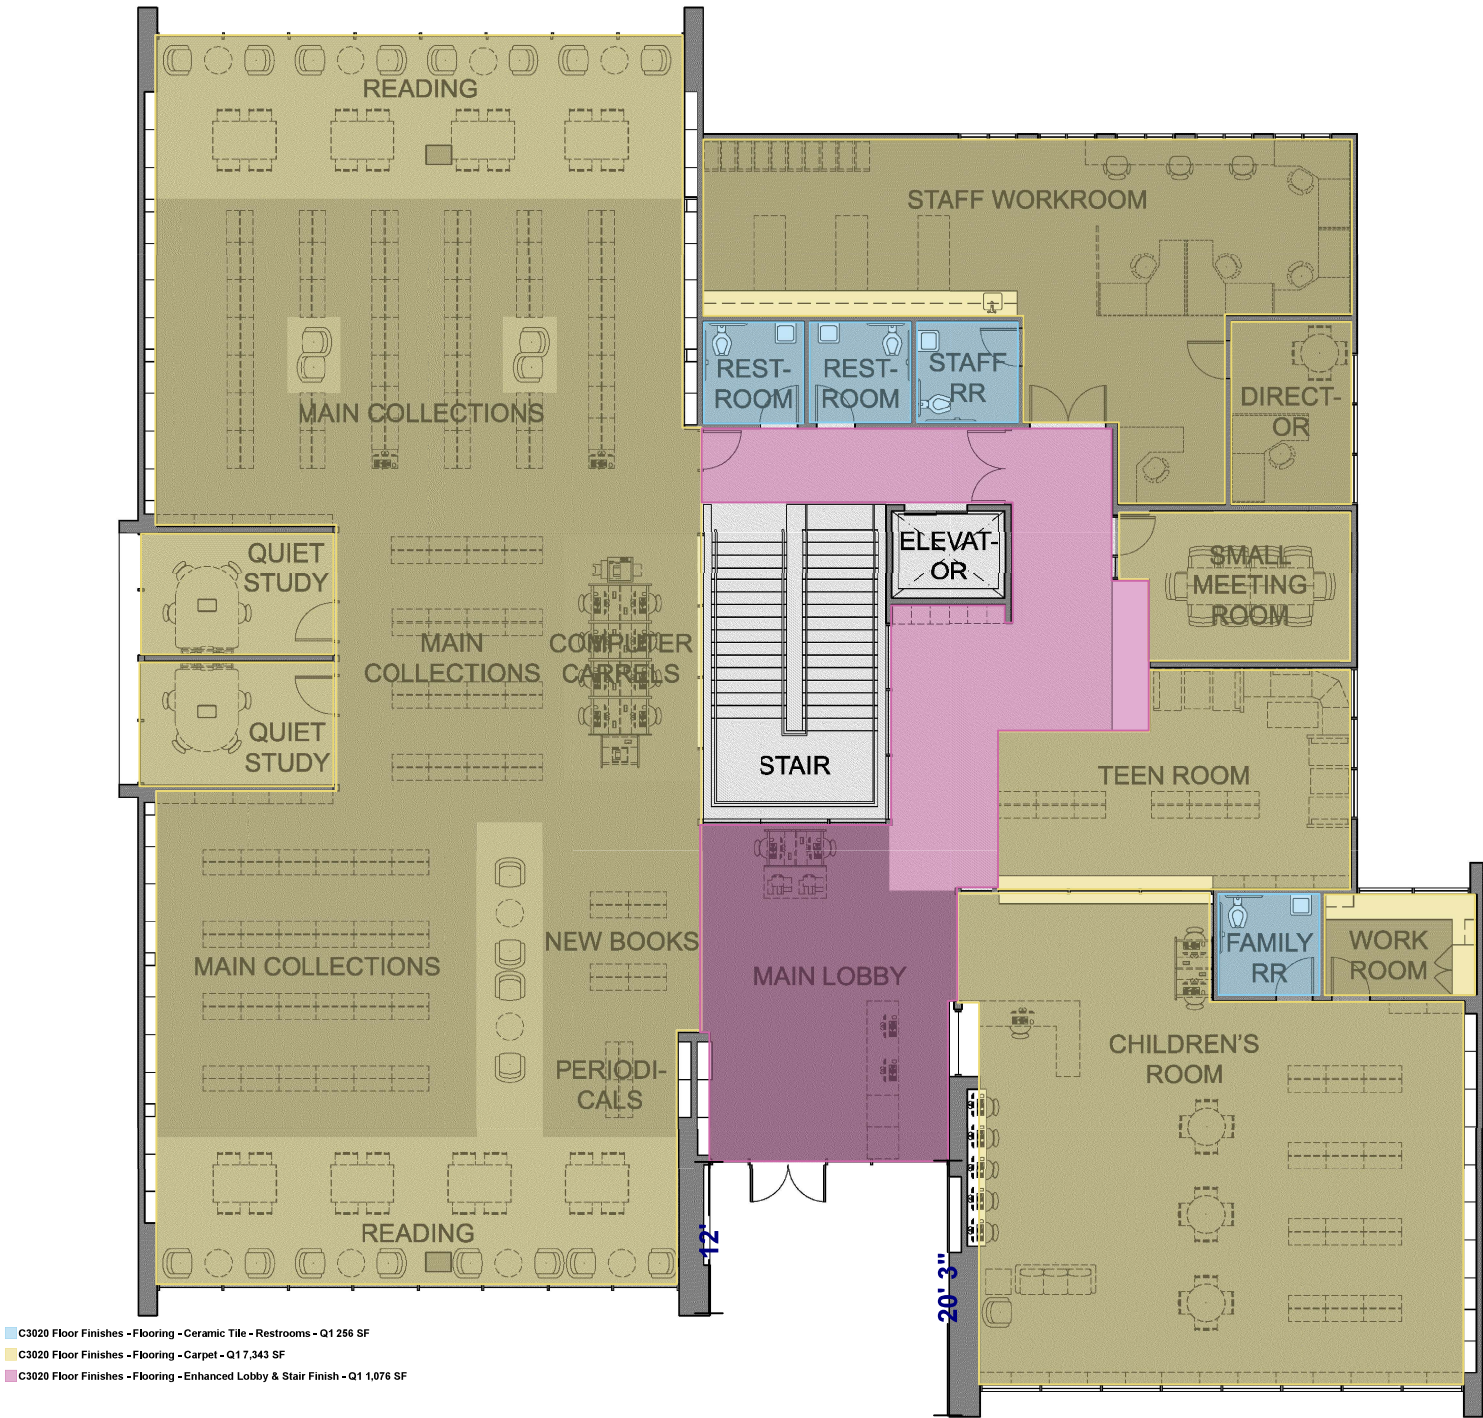 READING
STAFF WORKROOM
MAIN COLLECTIONS
REST-
ROOM
REST-
ROOM
STAFF
RR
DIRECT-
OR
QUIET
STUDY
ELEVAT-
OR
SMALL
MEETING
ROOM
MAIN
COLLECTIONS
COMPUTER
CARRELS
QUIET
STUDY
STAIR
TEEN ROOM
NEW BOOKS
MAIN COLLECTIONS
MAIN LOBBY
FAMILY
RR
WORK
ROOM
PERIODI-
CALS
CHILDREN'S
ROOM
READING
12'
20' 3"
C3020 Floor Finishes - Flooring - Ceramic Tile - Restrooms - Q1 256 SF
C3020 Floor Finishes - Flooring - Carpet - Q1 7,343 SF
C3020 Floor Finishes - Flooring - Enhanced Lobby & Stair Finish - Q1 1,076 SF